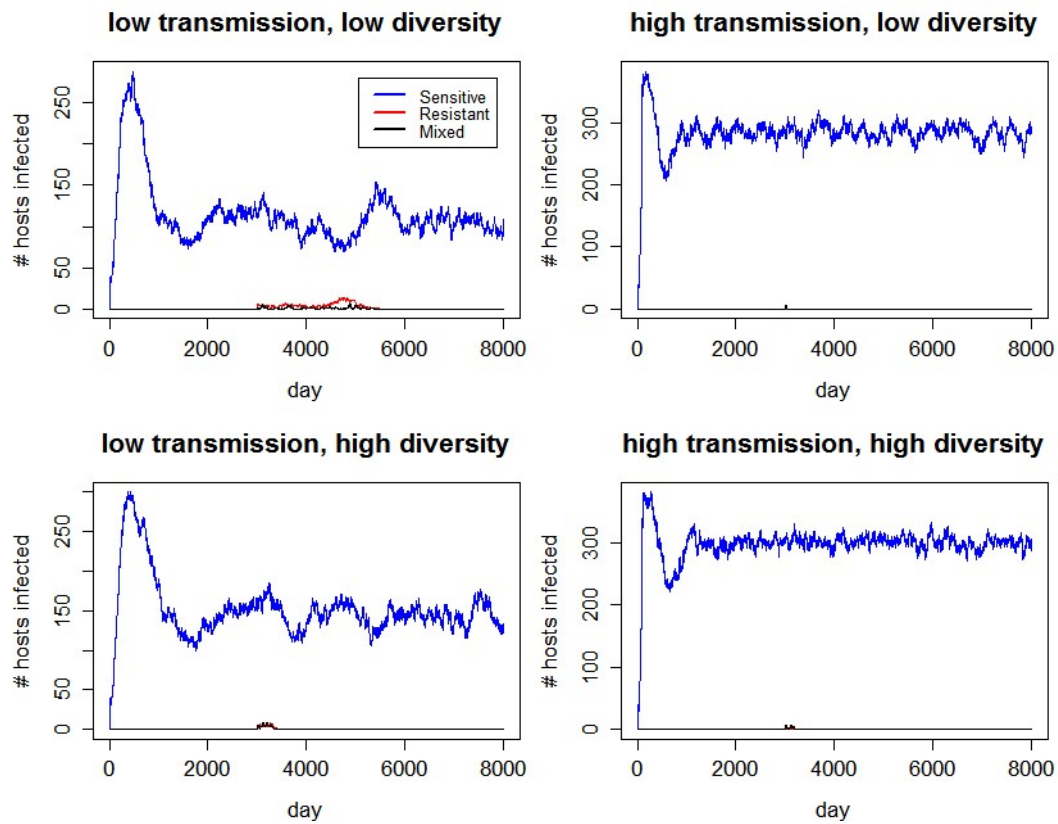 low transmission, low diversity
# hosts infected
250
150
50
0
Sensitive
Resistant
Mixed
0 2000 4000 6000 8000
day
high transmission, low diversity
# hosts infected
300
200
100
0
0 2000 4000 6000 8000
day
low transmission, high diversity
# hosts infected
250
150
50
0
0 2000 4000 6000 8000
day
high transmission, high diversity
# hosts infected
300
200
100
0
0 2000 4000 6000 8000
day